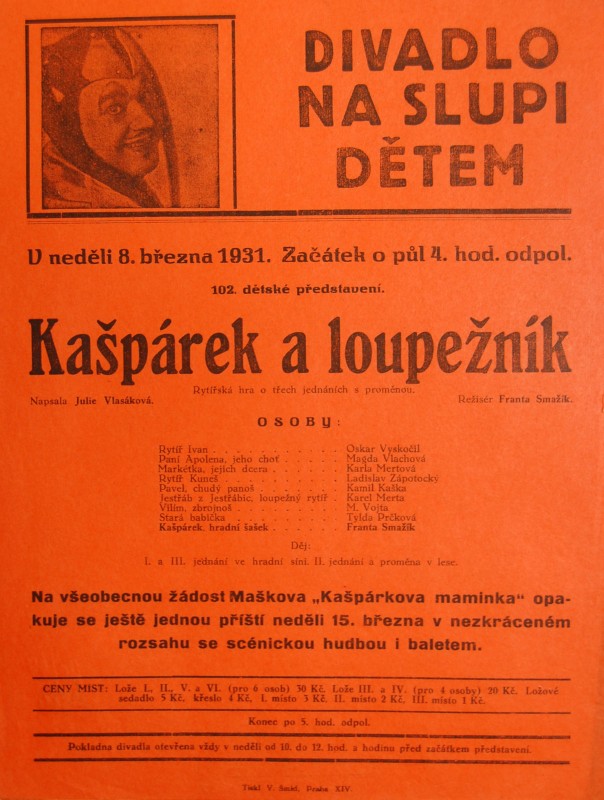 DIVADLO
NA SLUPI
DĚTEM
V neděli 8. března 1931. Začátek o půl 4. hod. odpol.
102. dětské představení.
Kašpárek a loupežník
Rytířská hra o třech jednáních s proměnou.
Napsala Julie Vlasáková. Režisér Franta Smažík.
OSOBY:
Rytíř Ivan . . . . . . . . . . . Oskar Vyskočil
Paní Apolena, jeho choť . . . . . Magda Vlachová
Markétka, jejich dcera . . . . . . Karla Mertová
Rytíř Kuneš . . . . . . . . . . Ladislav Zápotocký
Pavel, chudý panoš . . . . . . . Kamil Kaška
Jestřáb z Jestřábic, loupežný rytíř . Karel Merta
Vilím, zbrojnoš . . . . . . . . M. Vojta
Stará babička . . . . . . . . . Tylda Prčková
Kašpárek, hradní šašek . . . . . Franta Smažík
Děj:
I. a III. jednání ve hradní síni. II. jednání a proměna v lese.
Na všeobecnou žádost Maškova „Kašpárkova maminka“ opa-
kuje se ještě jednou příští neděli 15. března v nezkráceném
rozsahu se scénickou hudbou i baletem.
CENY MÍST: Lože I., II., V. a VI. (pro 6 osob) 30 Kč, Lože III. a IV. (pro 4 osoby) 20 Kč, Ložové
sedadlo 5 Kč, křeslo 4 Kč, I. místo 3 Kč, II. místo 2 Kč, III. místo 1 Kč.
Konec po 5. hod. odpol.
Pokladna divadla otevřena vždy v neděli od 10. do 12. hod. a hodinu před začátkem představení.
Tiskl V. Praha XIV.